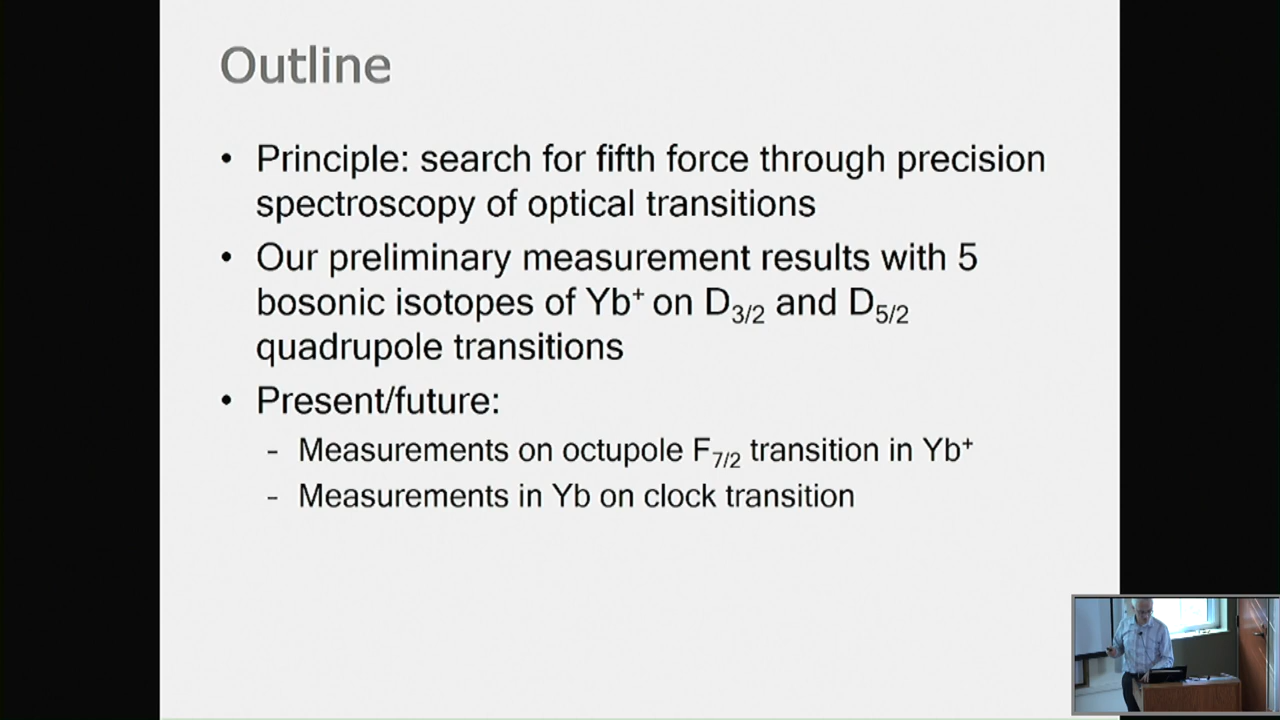 Outline
• Principle: search for fifth force through precision
spectroscopy of optical transitions
• Our preliminary measurement results with 5
bosonic isotopes of Yb⁺ on D₃/₂ and D₅/₂
quadrupole transitions
• Present/future:
- Measurements on octupole F₇/₂ transition in Yb⁺
- Measurements in Yb on clock transition